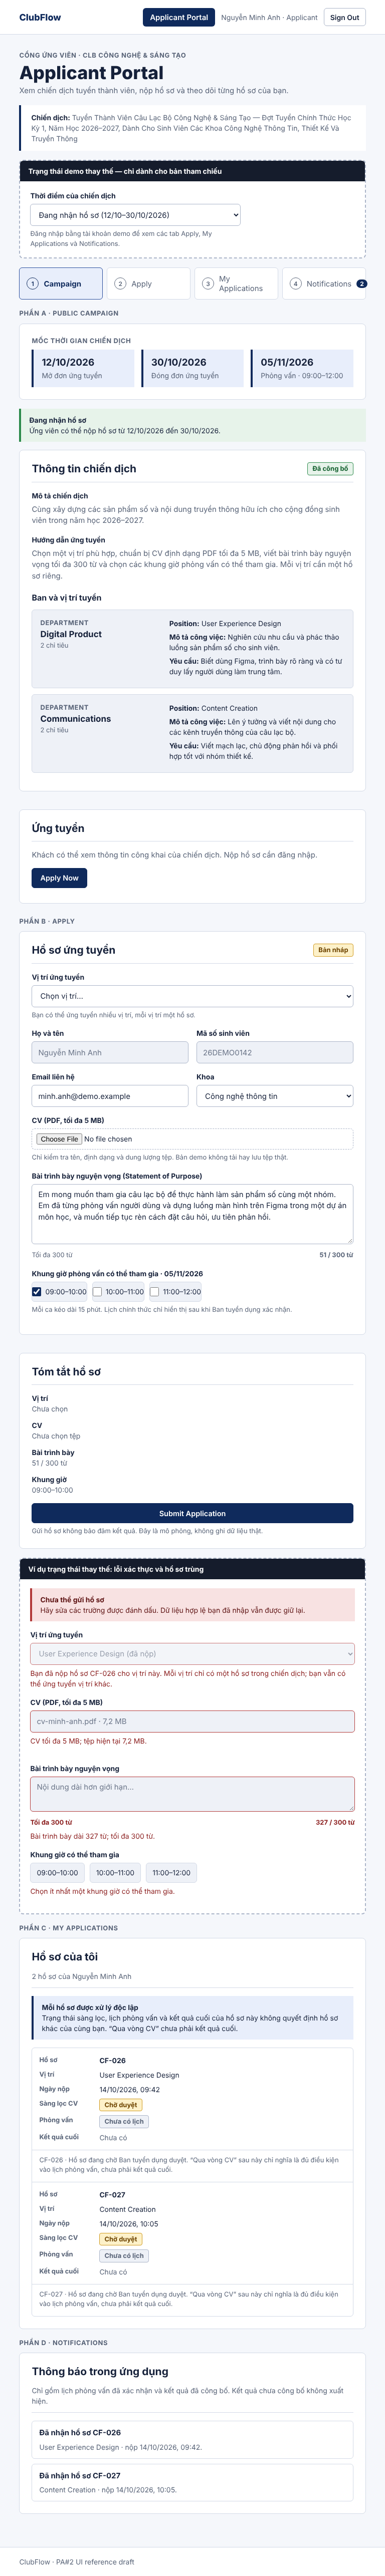 ClubFlow
Applicant Portal
Nguyễn Minh Anh · Applicant
Sign Out
CỔNG ỨNG VIÊN · CLB CÔNG NGHỆ & SÁNG TẠO
Applicant Portal
Xem chiến dịch tuyển thành viên, nộp hồ sơ và theo dõi từng hồ sơ của bạn.
Chiến dịch: Tuyển Thành Viên Câu Lạc Bộ Công Nghệ & Sáng Tạo — Đợt Tuyển Chính Thức Học
Kỳ 1, Năm Học 2026–2027, Dành Cho Sinh Viên Các Khoa Công Nghệ Thông Tin, Thiết Kế Và
Truyền Thông
Trạng thái demo thay thế — chỉ dành cho bản tham chiếu
Thời điểm của chiến dịch
Đang nhận hồ sơ (12/10–30/10/2026)
Đăng nhập bằng tài khoản demo để xem các tab Apply, My
Applications và Notifications.
1 Campaign
2 Apply
3 My
Applications
4 Notifications 2
PHẦN A · PUBLIC CAMPAIGN
MỐC THỜI GIAN CHIẾN DỊCH
12/10/2026
Mở đơn ứng tuyển
30/10/2026
Đóng đơn ứng tuyển
05/11/2026
Phỏng vấn · 09:00–12:00
Đang nhận hồ sơ
Ứng viên có thể nộp hồ sơ từ 12/10/2026 đến 30/10/2026.
Thông tin chiến dịch
Đã công bố
Mô tả chiến dịch
Cùng xây dựng các sản phẩm số và nội dung truyền thông hữu ích cho cộng đồng sinh
viên trong năm học 2026–2027.
Hướng dẫn ứng tuyển
Chọn một vị trí phù hợp, chuẩn bị CV định dạng PDF tối đa 5 MB, viết bài trình bày nguyện
vọng tối đa 300 từ và chọn các khung giờ phỏng vấn có thể tham gia. Mỗi vị trí cần một hồ
sơ riêng.
Ban và vị trí tuyển
DEPARTMENT
Digital Product
2 chỉ tiêu
Position: User Experience Design
Mô tả công việc: Nghiên cứu nhu cầu và phác thảo
luồng sản phẩm số cho sinh viên.
Yêu cầu: Biết dùng Figma, trình bày rõ ràng và có tư
duy lấy người dùng làm trung tâm.
DEPARTMENT
Communications
2 chỉ tiêu
Position: Content Creation
Mô tả công việc: Lên ý tưởng và viết nội dung cho
các kênh truyền thông của câu lạc bộ.
Yêu cầu: Viết mạch lạc, chủ động phản hồi và phối
hợp tốt với nhóm thiết kế.
Ứng tuyển
Khách có thể xem thông tin công khai của chiến dịch. Nộp hồ sơ cần đăng nhập.
Apply Now
PHẦN B · APPLY
Hồ sơ ứng tuyển
Bản nháp
Vị trí ứng tuyển
Chọn vị trí...
Bạn có thể ứng tuyển nhiều vị trí, mỗi vị trí một hồ sơ.
Họ và tên
Mã số sinh viên
Nguyễn Minh Anh
26DEMO0142
Email liên hệ
Khoa
minh.anh@demo.example
Công nghệ thông tin
CV (PDF, tối đa 5 MB)
Choose File No file chosen
Chỉ kiểm tra tên, định dạng và dung lượng tệp. Bản demo không tải hay lưu tệp thật.
Bài trình bày nguyện vọng (Statement of Purpose)
Em mong muốn tham gia câu lạc bộ để thực hành làm sản phẩm số cùng một nhóm.
Em đã từng phỏng vấn người dùng và dựng luồng màn hình trên Figma trong một dự án
môn học, và muốn tiếp tục rèn cách đặt câu hỏi, ưu tiên phản hồi.
Tối đa 300 từ
51 / 300 từ
Khung giờ phỏng vấn có thể tham gia · 05/11/2026
09:00–10:00
10:00–11:00
11:00–12:00
Mỗi ca kéo dài 15 phút. Lịch chính thức chỉ hiển thị sau khi Ban tuyển dụng xác nhận.
Tóm tắt hồ sơ
Vị trí
Chưa chọn
CV
Chưa chọn tệp
Bài trình bày
51 / 300 từ
Khung giờ
09:00–10:00
Submit Application
Gửi hồ sơ không bảo đảm kết quả. Đây là mô phỏng, không ghi dữ liệu thật.
Ví dụ trạng thái thay thế: lỗi xác thực và hồ sơ trùng
Chưa thể gửi hồ sơ
Hãy sửa các trường được đánh dấu. Dữ liệu hợp lệ bạn đã nhập vẫn được giữ lại.
Vị trí ứng tuyển
User Experience Design (đã nộp)
Bạn đã nộp hồ sơ CF-026 cho vị trí này. Mỗi vị trí chỉ có một hồ sơ trong chiến dịch; bạn vẫn có
thể ứng tuyển vị trí khác.
CV (PDF, tối đa 5 MB)
cv-minh-anh.pdf · 7,2 MB
CV tối đa 5 MB; tệp hiện tại 7,2 MB.
Bài trình bày nguyện vọng
Nội dung dài hơn giới hạn...
Tối đa 300 từ
327 / 300 từ
Bài trình bày dài 327 từ; tối đa 300 từ.
Khung giờ có thể tham gia
09:00–10:00
10:00–11:00
11:00–12:00
Chọn ít nhất một khung giờ có thể tham gia.
PHẦN C · MY APPLICATIONS
Hồ sơ của tôi
2 hồ sơ của Nguyễn Minh Anh
Mỗi hồ sơ được xử lý độc lập
Trạng thái sàng lọc, lịch phỏng vấn và kết quả cuối của hồ sơ này không quyết định hồ sơ
khác của cùng bạn. “Qua vòng CV” chưa phải kết quả cuối.
Hồ sơ CF-026
Vị trí User Experience Design
Ngày nộp 14/10/2026, 09:42
Sàng lọc CV Chờ duyệt
Phỏng vấn Chưa có lịch
Kết quả cuối Chưa có
CF-026 · Hồ sơ đang chờ Ban tuyển dụng duyệt. “Qua vòng CV” sau này chỉ nghĩa là đủ điều kiện
vào lịch phỏng vấn, chưa phải kết quả cuối.
Hồ sơ CF-027
Vị trí Content Creation
Ngày nộp 14/10/2026, 10:05
Sàng lọc CV Chờ duyệt
Phỏng vấn Chưa có lịch
Kết quả cuối Chưa có
CF-027 · Hồ sơ đang chờ Ban tuyển dụng duyệt. “Qua vòng CV” sau này chỉ nghĩa là đủ điều kiện
vào lịch phỏng vấn, chưa phải kết quả cuối.
PHẦN D · NOTIFICATIONS
Thông báo trong ứng dụng
Chỉ gồm lịch phỏng vấn đã xác nhận và kết quả đã công bố. Kết quả chưa công bố không xuất
hiện.
Đã nhận hồ sơ CF-026
User Experience Design · nộp 14/10/2026, 09:42.
Đã nhận hồ sơ CF-027
Content Creation · nộp 14/10/2026, 10:05.
ClubFlow · PA#2 UI reference draft